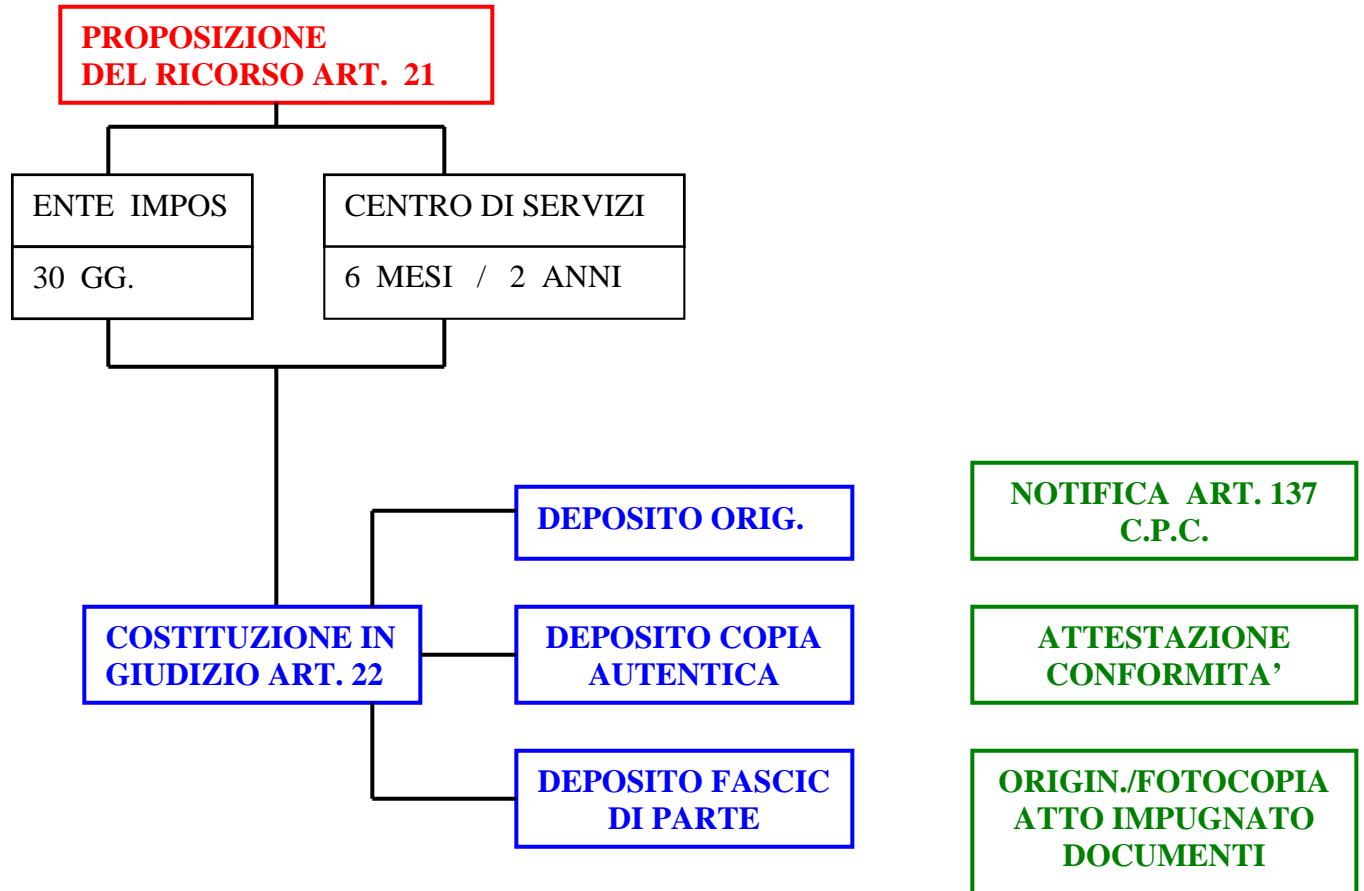 PROPOSIZIONE
DEL RICORSO ART. 21
ENTE IMPOS
30 GG.
CENTRO DI SERVIZI
6 MESI / 2 ANNI
DEPOSITO ORIG.
NOTIFICA ART. 137
C.P.C.
COSTITUZIONE IN
GIUDIZIO ART. 22
DEPOSITO COPIA
AUTENTICA
ATTESTAZIONE
CONFORMITA’
DEPOSITO FASCIC
DI PARTE
ORIGIN./FOTOCOPIA
ATTO IMPUGNATO
DOCUMENTI